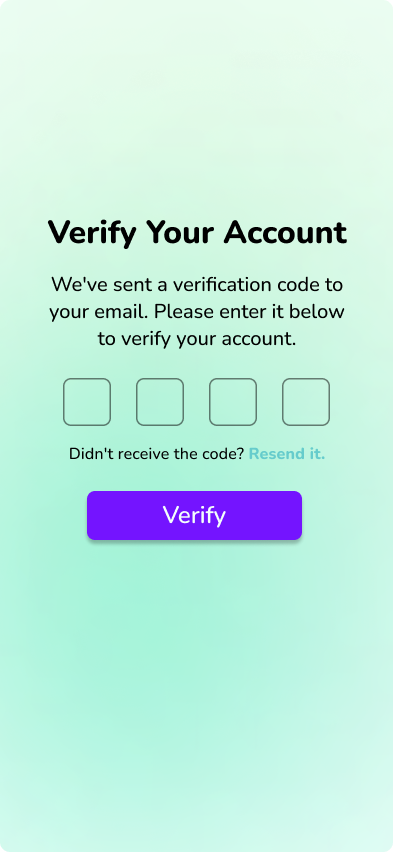 Verify Your Account
We've sent a verification code to
your email. Please enter it below
to verify your account.
Didn't receive the code? Resend it.
Verify